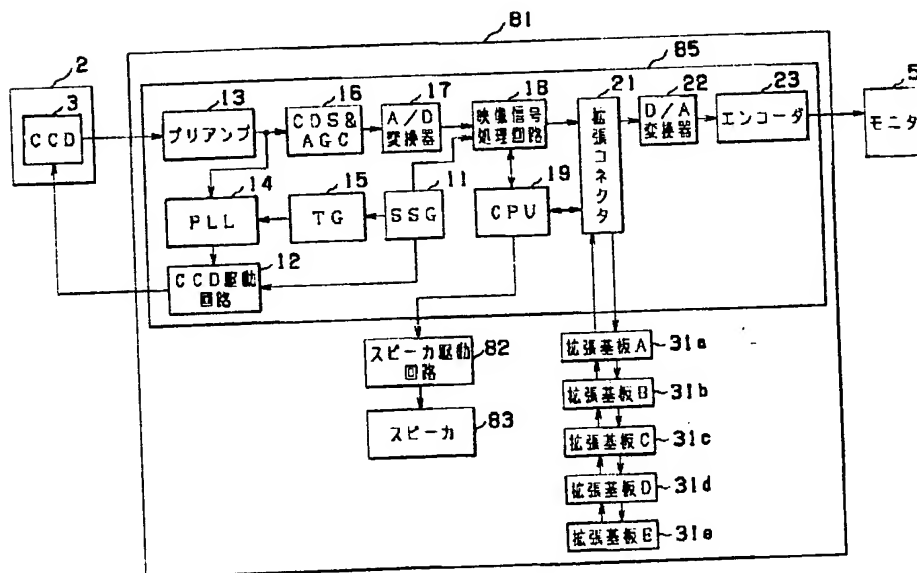 81
2
85
3
13
16
17
18
21
22
23
5
CCD
プリアンプ
CDS&
AGC
A/D
変換器
映像信号
処理回路
拡張コネクタ
D/A
変換器
エンコーダ
モニタ
14
15
11
19
PLL
TG
SSG
CPU
12
CCD駆動
回路
スピーカ駆動
回路
82
スピーカ
83
拡張基板A
31a
拡張基板B
31b
拡張基板C
31c
拡張基板D
31d
拡張基板E
31e